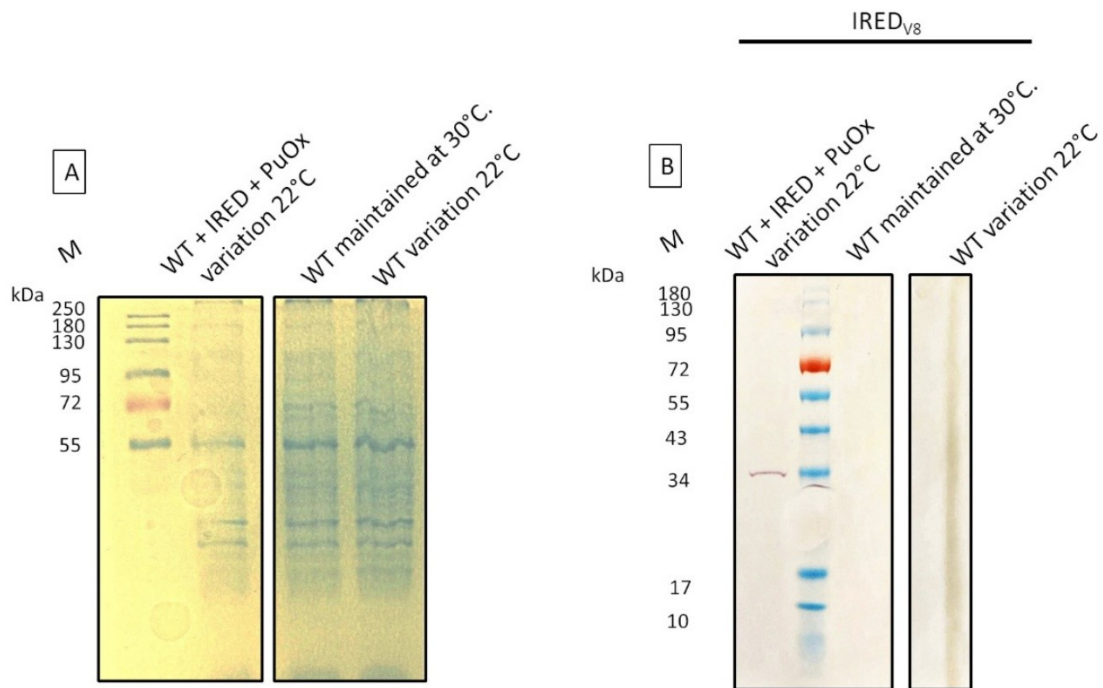 A
M
WT + IRED + PuOx
variation 22°C
WT maintained at 30°C.
WT variation 22°C
kDa
250
180
130
95
72
55
IRED_V8
B
M
WT + IRED + PuOx
variation 22°C
WT maintained at 30°C.
WT variation 22°C
kDa
180
130
95
72
55
43
34
17
10